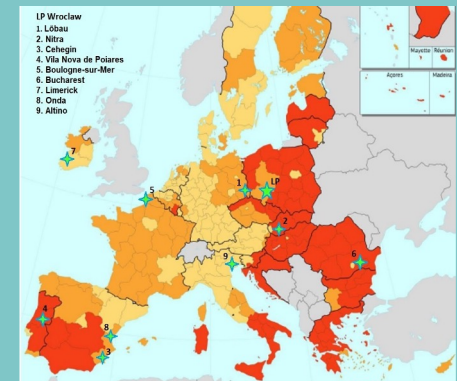 LP Wroclaw
1. Löbau
2. Nitra
3. Cehegin
4. Vila Nova de Poiares
5. Boulogne-sur-Mer
6. Bucharest
7. Limerick
8. Onda
9. Altino
Mayotte Réunion
Açores Madeira
7
5
1 LP
2
9
6
4
8
3